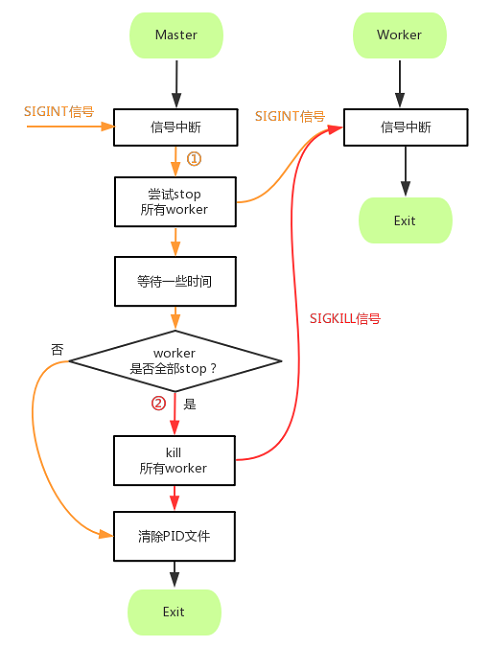 Master
Worker
SIGINT信号
信号中断
SIGINT信号
信号中断
①
尝试stop
所有worker
Exit
等待一些时间
SIGKILL信号
否
worker
是否全部stop？
②
是
kill
所有worker
清除PID文件
Exit